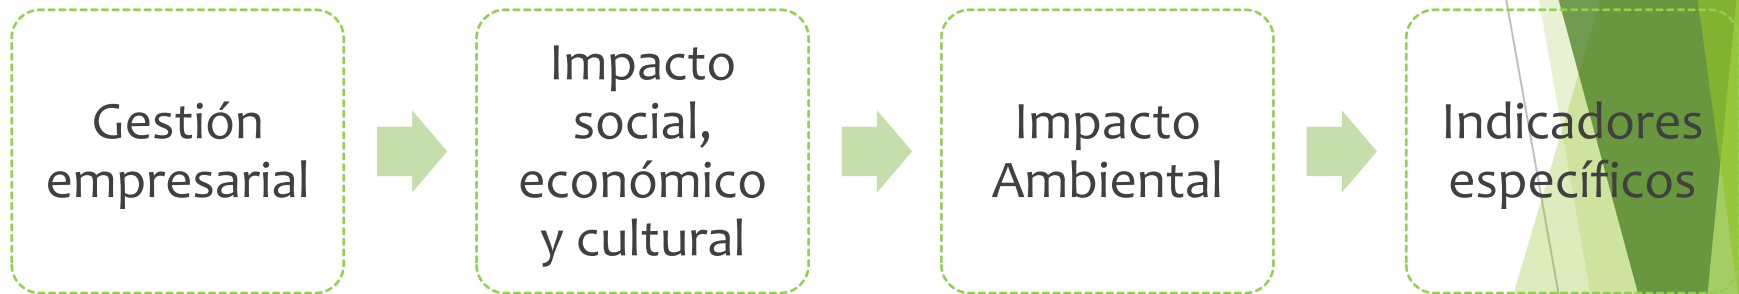 Gestión
empresarial
Impacto
social,
económico
y cultural
Impacto
Ambiental
Indicadores
específicos